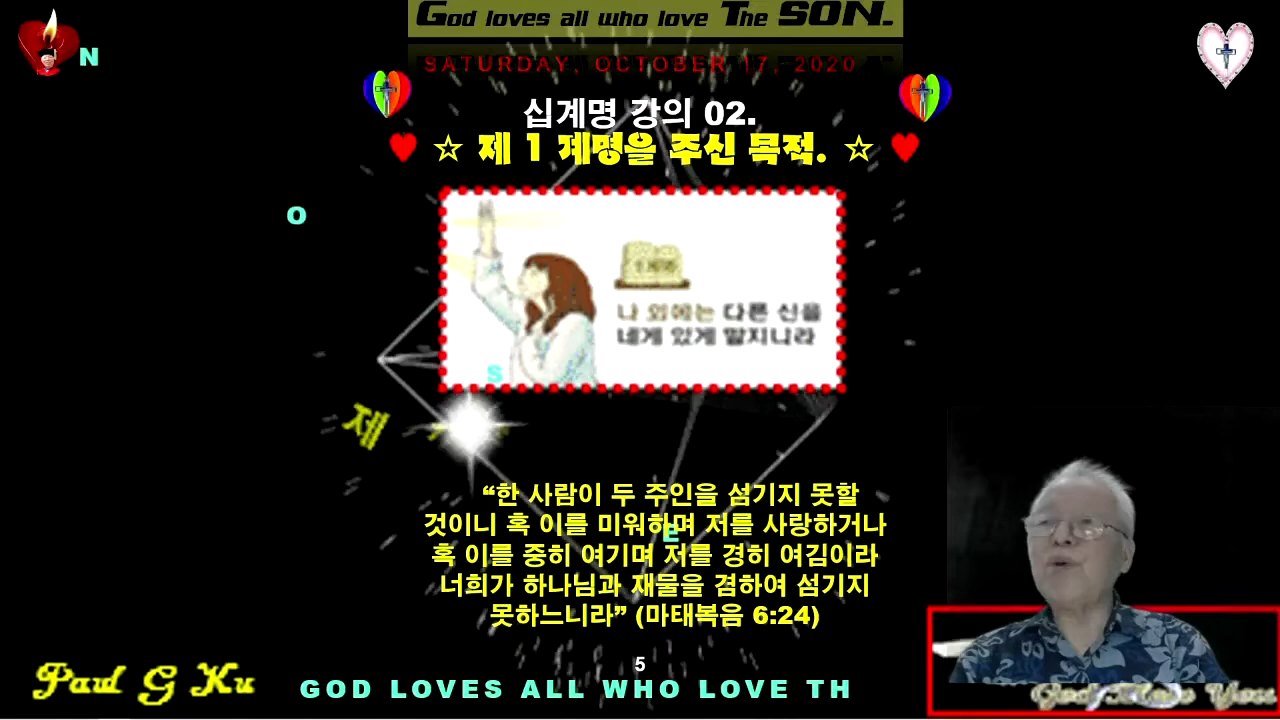 God loves all who love The SON.
SATURDAY, OCTOBER 17, 2020
N
십계명 강의 02.
☆ 제 1 계명을 주신 목적. ☆
O
나 외에는 다른 신을
네게 있게 말지니라
S
제
“한 사람이 두 주인을 섬기지 못할
것이니 혹 이를 미워하며 저를 사랑하거나
혹 이를 중히 여기며 저를 경히 여김이라
너희가 하나님과 재물을 겸하여 섬기지
못하느니라” (마태복음 6:24)
E
5
Paul G Ku
GOD LOVES ALL WHO LOVE TH
God Bless You